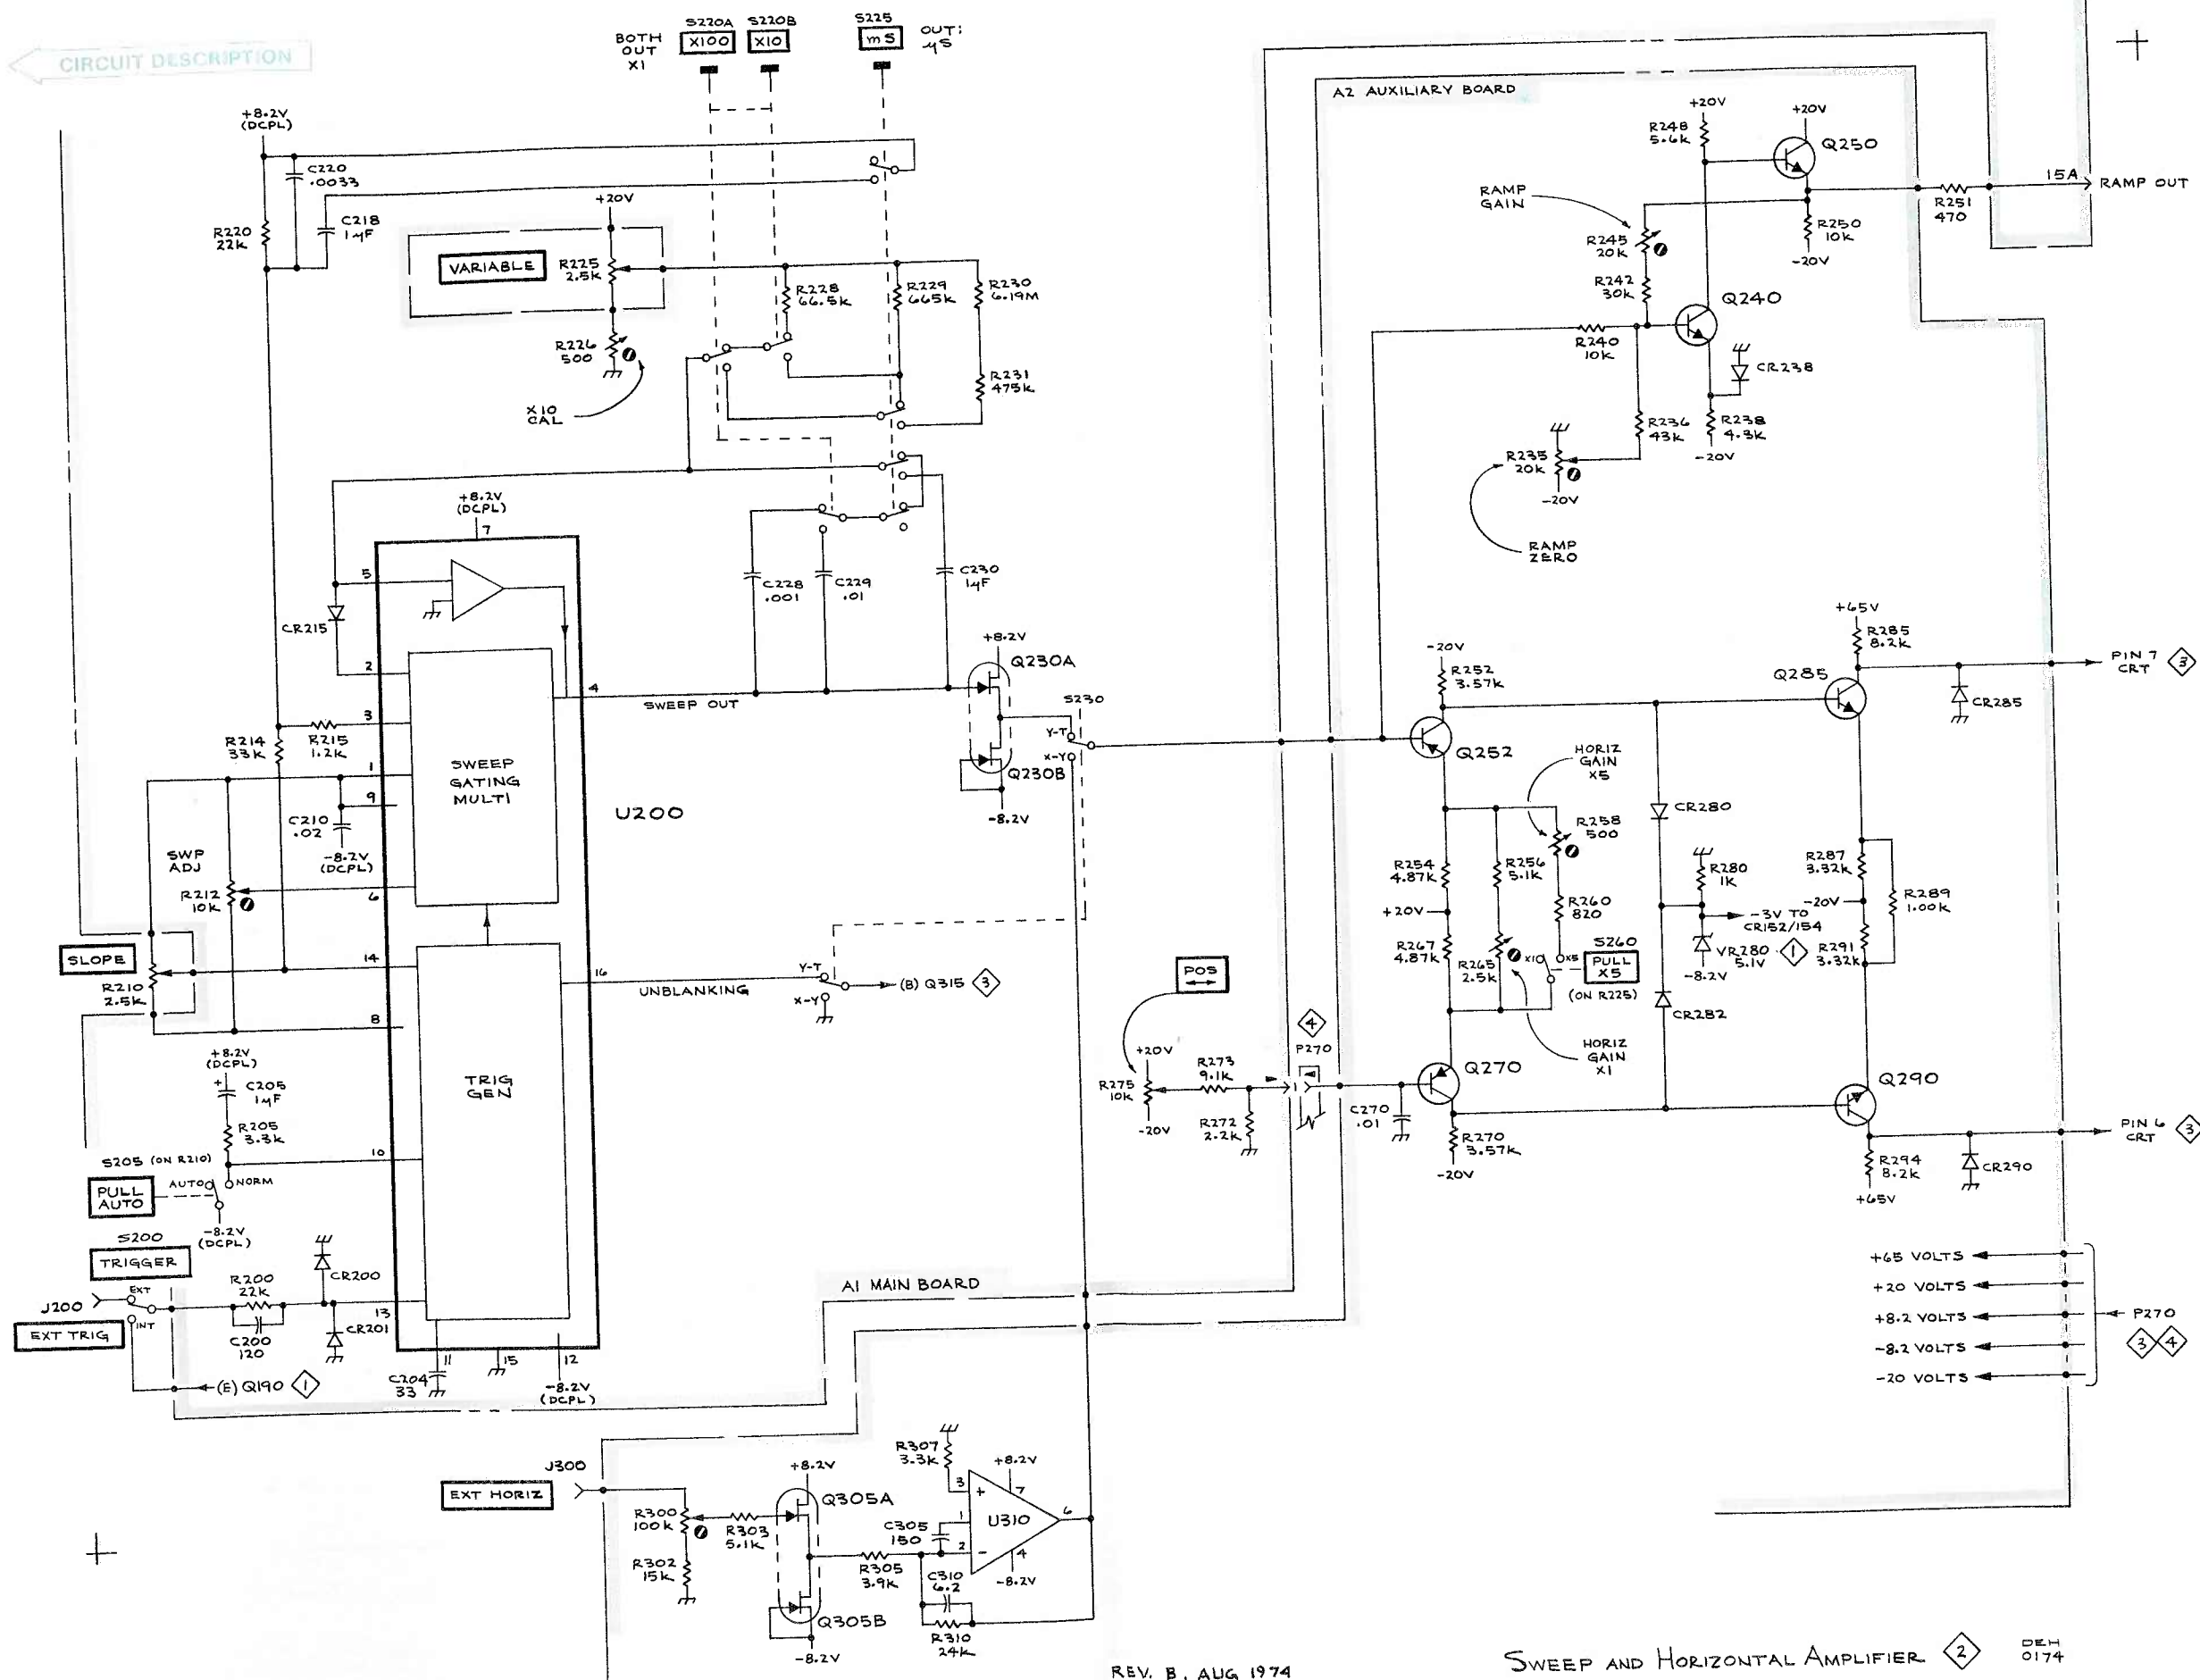 CIRCUIT DESCRIPTION
BOTH
OUT
X1
S220A
X100
S220B
X10
S225
mS
OUT:
µS
+8.2V
(DCPL)
C220
.0033
R220
22K
C218
1µF
+20V
VARIABLE
R225
2.5K
R226
500
X10
CAL
R228
66.5K
R229
665K
R230
6.19M
R231
475K
+8.2V
(DCPL)
7
5
CR215
2
3
R214
33K
R215
1.2K
1
9
C210
.02
-8.2V
(DCPL)
SWP
ADJ
R212
10K
6
SLOPE
R210
2.5K
14
8
SWEEP
GATING
MULTI
U200
4
SWEEP OUT
C228
.001
C229
.01
C230
1µF
+8.2V
Q230A
Q230B
-8.2V
S230
Y-T
X-Y
TRIG
GEN
16
UNBLANKING
Y-T
X-Y
(B) Q315
3
+8.2V
(DCPL)
+
C205
1µF
R205
3.3K
S205 (ON R210)
10
AUTO
NORM
PULL
AUTO
-8.2V
(DCPL)
S200
TRIGGER
EXT
J200
EXT TRIG
INT
R200
22K
C200
120
CR200
CR201
13
11
15
12
C204
33
-8.2V
(DCPL)
(E) Q190
1
A1 MAIN BOARD
A2 AUXILIARY BOARD
+20V
R248
5.6K
+20V
Q250
RAMP
GAIN
R245
20K
R250
10K
-20V
15A
RAMP OUT
R251
470
R242
30K
Q240
R240
10K
CR238
R236
43K
R238
4.3K
-20V
R235
20K
-20V
RAMP
ZERO
-20V
R252
3.57K
Q252
HORIZ
GAIN
X5
R258
500
R254
4.87K
R256
5.1K
+20V
R260
820
R267
4.87K
R265
2.5K
X10
X5
S260
PULL
X5
(ON R225)
HORIZ
GAIN
X1
CR280
R280
1K
-3V TO
CR152/154
VR280
5.1V
1
-8.2V
CR282
+65V
R285
8.2K
Q285
CR285
PIN 7
CRT
3
R287
3.32K
-20V
R289
1.00K
R291
3.32K
Q290
R294
8.2K
+65V
CR290
PIN 6
CRT
3
POS
+20V
R275
10K
-20V
R273
9.1K
R272
2.2K
4
P270
1
C270
.01
Q270
R270
3.57K
-20V
+65 VOLTS
+20 VOLTS
+8.2 VOLTS
-8.2 VOLTS
-20 VOLTS
P270
3
4
J300
EXT HORIZ
R300
100K
R302
15K
R303
5.1K
+8.2V
Q305A
Q305B
-8.2V
R305
3.9K
R307
3.3K
C305
150
3
+
1
2
-
+8.2V
7
U310
6
4
-8.2V
C310
6.2
R310
24K
REV. B, AUG 1974
SWEEP AND HORIZONTAL AMPLIFIER
2
DEH
0174